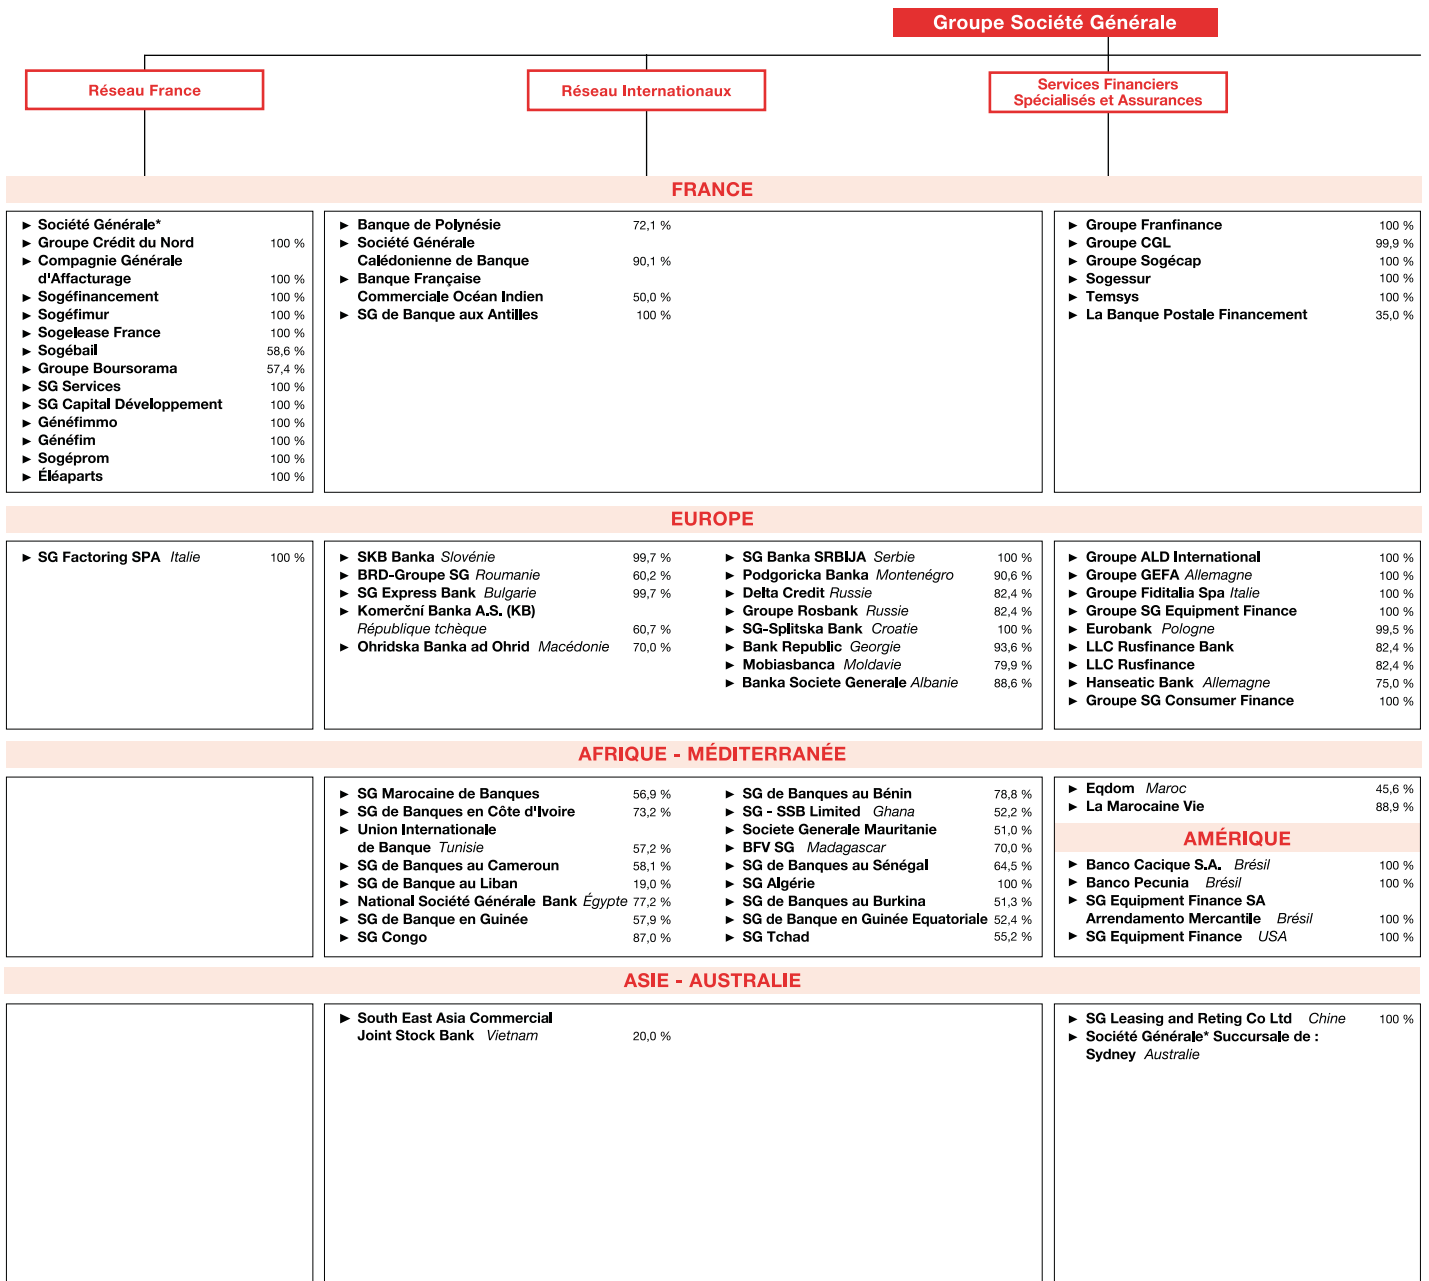 Groupe Société Générale
Réseau France
Réseau Internationaux
Services Financiers
Spécialisés et Assurances
FRANCE
► Société Générale*
► Groupe Crédit du Nord 100 %
► Compagnie Générale
d'Affacturage 100 %
► Sogéfinancement 100 %
► Sogéfimur 100 %
► Sogelease France 100 %
► Sogébail 58,6 %
► Groupe Boursorama 57,4 %
► SG Services 100 %
► SG Capital Développement 100 %
► Généfimmo 100 %
► Généfim 100 %
► Sogéprom 100 %
► Éléaparts 100 %
► Banque de Polynésie 72,1 %
► Société Générale
Calédonienne de Banque 90,1 %
► Banque Française
Commerciale Océan Indien 50,0 %
► SG de Banque aux Antilles 100 %
► Groupe Franfinance 100 %
► Groupe CGL 99,9 %
► Groupe Sogécap 100 %
► Sogessur 100 %
► Temsys 100 %
► La Banque Postale Financement 35,0 %
EUROPE
► SG Factoring SPA Italie 100 %
► SKB Banka Slovénie 99,7 %
► BRD-Groupe SG Roumanie 60,2 %
► SG Express Bank Bulgarie 99,7 %
► Komerční Banka A.S. (KB)
République tchèque 60,7 %
► Ohridska Banka ad Ohrid Macédonie 70,0 %
► SG Banka SRBIJA Serbie 100 %
► Podgoricka Banka Montenégro 90,6 %
► Delta Credit Russie 82,4 %
► Groupe Rosbank Russie 82,4 %
► SG-Splitska Bank Croatie 100 %
► Bank Republic Georgie 93,6 %
► Mobiasbanca Moldavie 79,9 %
► Banka Societe Generale Albanie 88,6 %
► Groupe ALD International 100 %
► Groupe GEFA Allemagne 100 %
► Groupe Fiditalia Spa Italie 100 %
► Groupe SG Equipment Finance 100 %
► Eurobank Pologne 99,5 %
► LLC Rusfinance Bank 82,4 %
► LLC Rusfinance 82,4 %
► Hanseatic Bank Allemagne 75,0 %
► Groupe SG Consumer Finance 100 %
AFRIQUE - MÉDITERRANÉE
► SG Marocaine de Banques 56,9 %
► SG de Banques en Côte d'Ivoire 73,2 %
► Union Internationale
de Banque Tunisie 57,2 %
► SG de Banques au Cameroun 58,1 %
► SG de Banque au Liban 19,0 %
► National Société Générale Bank Égypte 77,2 %
► SG de Banque en Guinée 57,9 %
► SG Congo 87,0 %
► SG de Banques au Bénin 78,8 %
► SG - SSB Limited Ghana 52,2 %
► Societe Generale Mauritanie 51,0 %
► BFV SG Madagascar 70,0 %
► SG de Banques au Sénégal 64,5 %
► SG Algérie 100 %
► SG de Banques au Burkina 51,3 %
► SG de Banque en Guinée Equatoriale 52,4 %
► SG Tchad 55,2 %
► Eqdom Maroc 45,6 %
► La Marocaine Vie 88,9 %
AMÉRIQUE
► Banco Cacique S.A. Brésil 100 %
► Banco Pecunia Brésil 100 %
► SG Equipment Finance SA
Arrendamento Mercantile Brésil 100 %
► SG Equipment Finance USA 100 %
ASIE - AUSTRALIE
► South East Asia Commercial
Joint Stock Bank Vietnam 20,0 %
► SG Leasing and Reting Co Ltd Chine 100 %
► Société Générale* Succursale de :
Sydney Australie